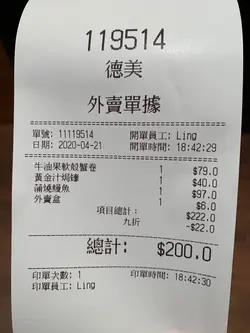 119514
德美
外賣單據
單號: 11119514 開單員工: Ling
日期: 2020-04-21 開單時間: 18:42:29
牛油果軟殼蟹卷 1 $79.0
黃金汁焗鱔 1 $40.0
蒲燒鰻魚 1 $97.0
外賣盒 1 $6.0
項目總計: $222.0
九折 -$22.0
總計: $200.0
印單次數: 1 印單時間: 18:42:30
印單員工: Ling